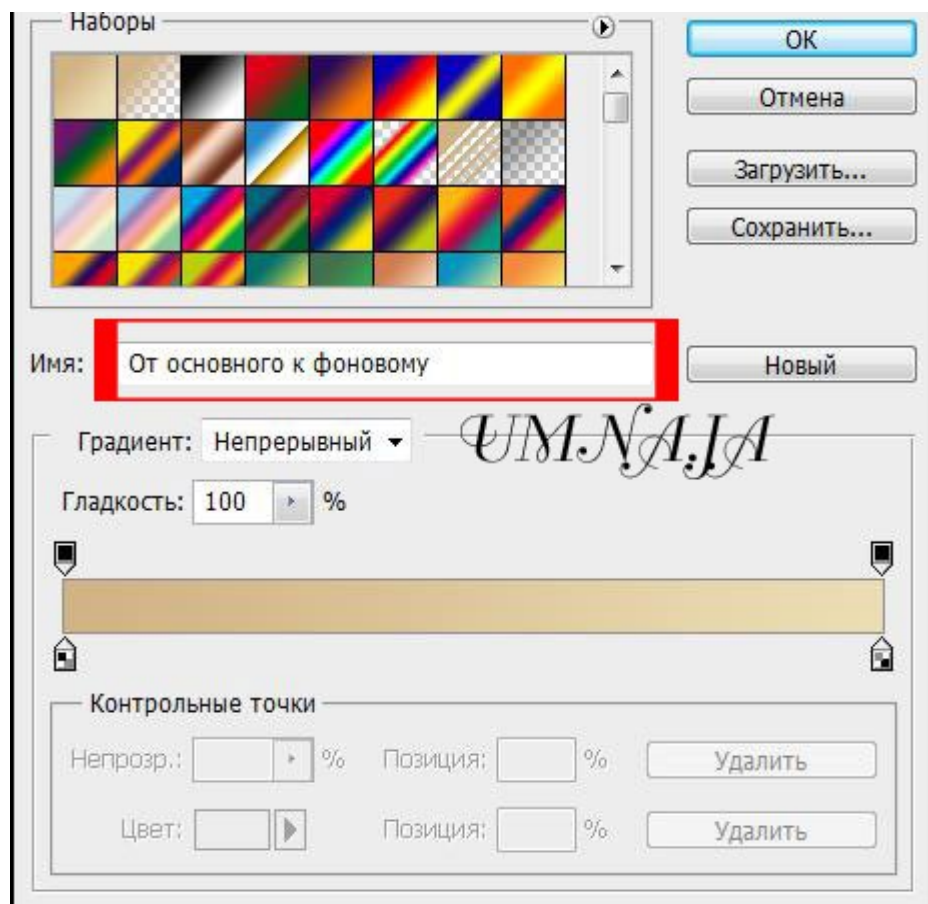 Наборы
OK
Отмена
Загрузить...
Сохранить...
Имя: От основного к фоновому
Новый
UMNAJA
Градиент: Непрерывный
Гладкость: 100 %
Контрольные точки
Непрозр.: % Позиция: % Удалить
Цвет: Позиция: % Удалить